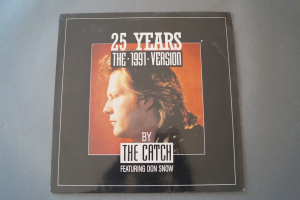 25 YEARS
THE·1991·VERSION
BY
THE CATCH
FEATURING DON SNOW